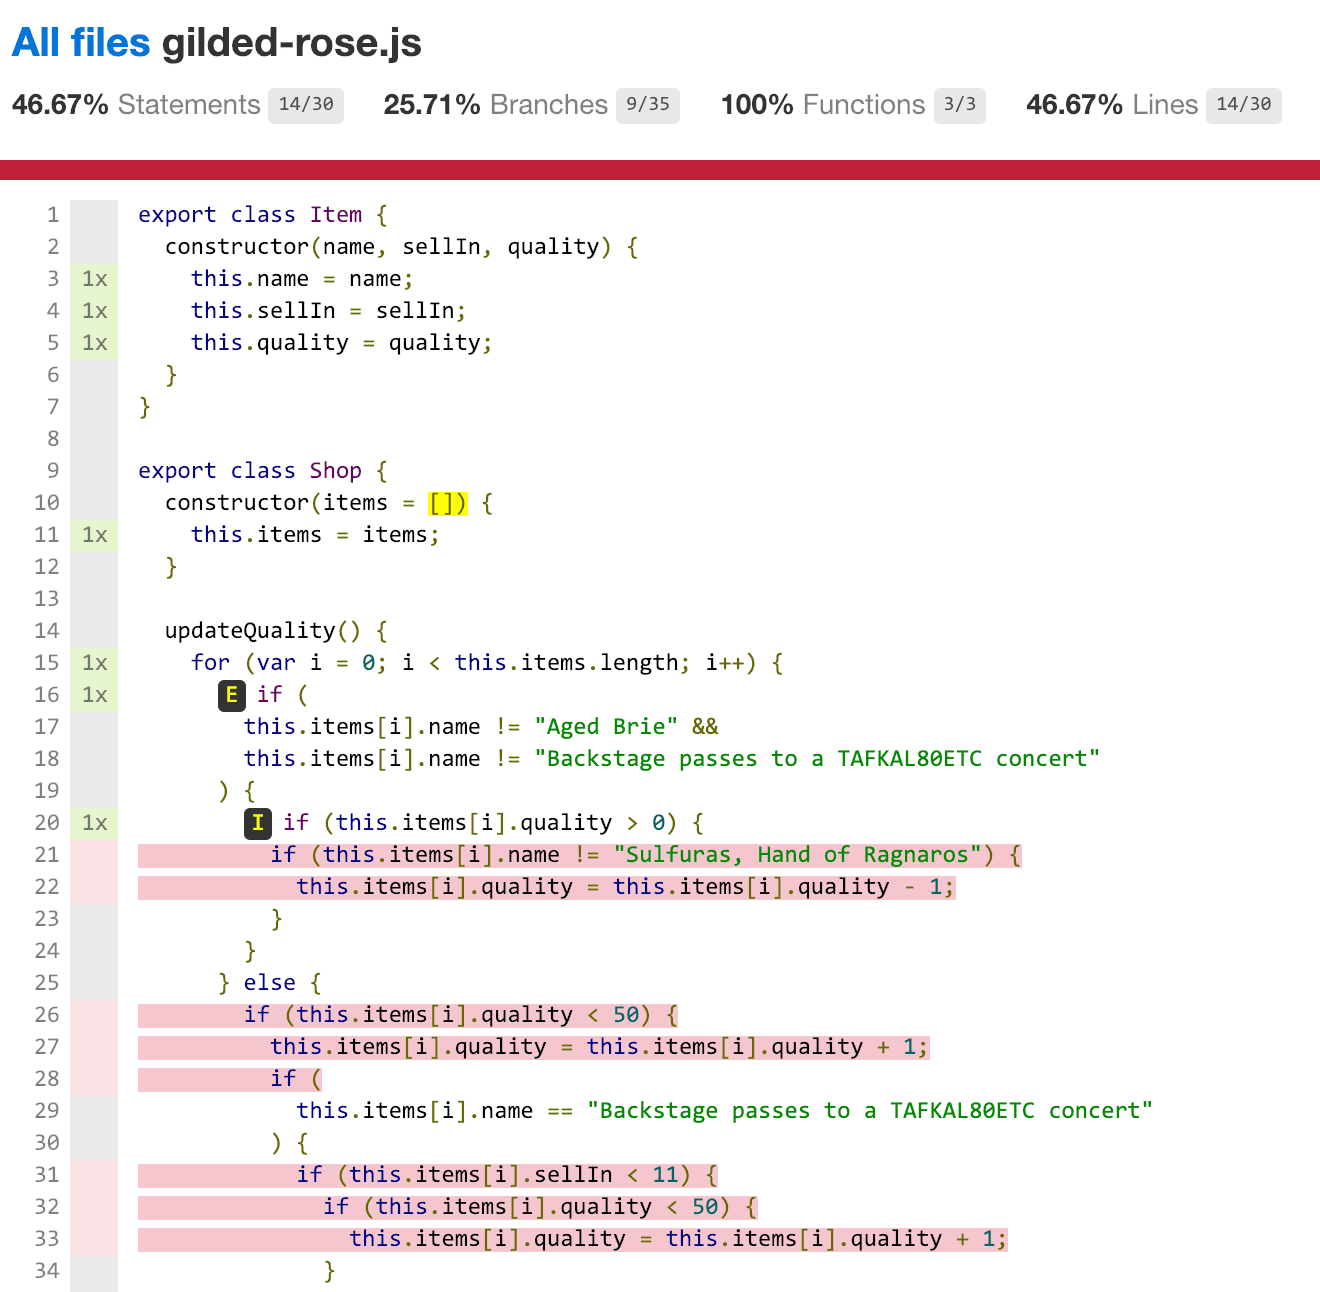 All files gilded-rose.js
46.67% Statements 14/30 25.71% Branches 9/35 100% Functions 3/3 46.67% Lines 14/30
1 export class Item {
2   constructor(name, sellIn, quality) {
3 1x     this.name = name;
4 1x     this.sellIn = sellIn;
5 1x     this.quality = quality;
6   }
7 }
8
9 export class Shop {
10   constructor(items = []) {
11 1x     this.items = items;
12   }
13
14   updateQuality() {
15 1x     for (var i = 0; i < this.items.length; i++) {
16 1x       E if (
17         this.items[i].name != "Aged Brie" &&
18         this.items[i].name != "Backstage passes to a TAFKAL80ETC concert"
19       ) {
20 1x         I if (this.items[i].quality > 0) {
21           if (this.items[i].name != "Sulfuras, Hand of Ragnaros") {
22             this.items[i].quality = this.items[i].quality - 1;
23           }
24         }
25       } else {
26         if (this.items[i].quality < 50) {
27           this.items[i].quality = this.items[i].quality + 1;
28           if (
29             this.items[i].name == "Backstage passes to a TAFKAL80ETC concert"
30           ) {
31             if (this.items[i].sellIn < 11) {
32               if (this.items[i].quality < 50) {
33                 this.items[i].quality = this.items[i].quality + 1;
34               }